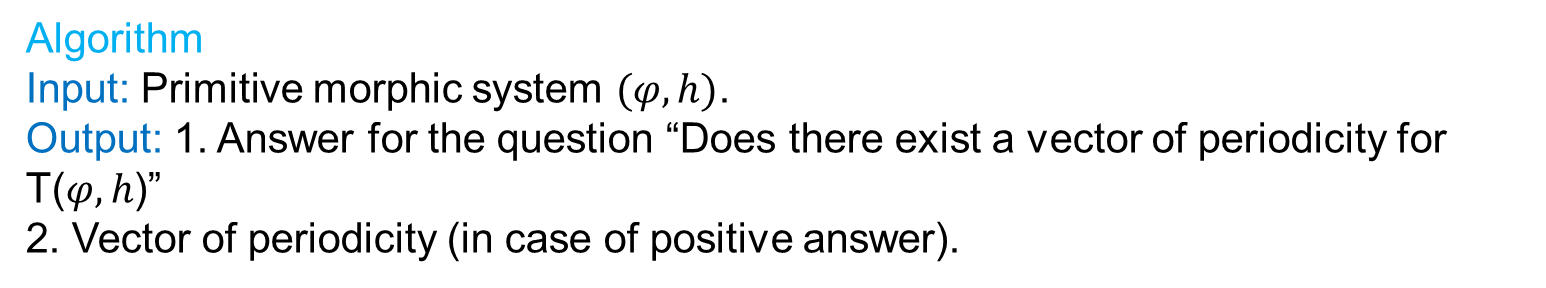 Algorithm
Input: Primitive morphic system (φ, h).
Output: 1. Answer for the question “Does there exist a vector of periodicity for
T(φ, h)”
2. Vector of periodicity (in case of positive answer).